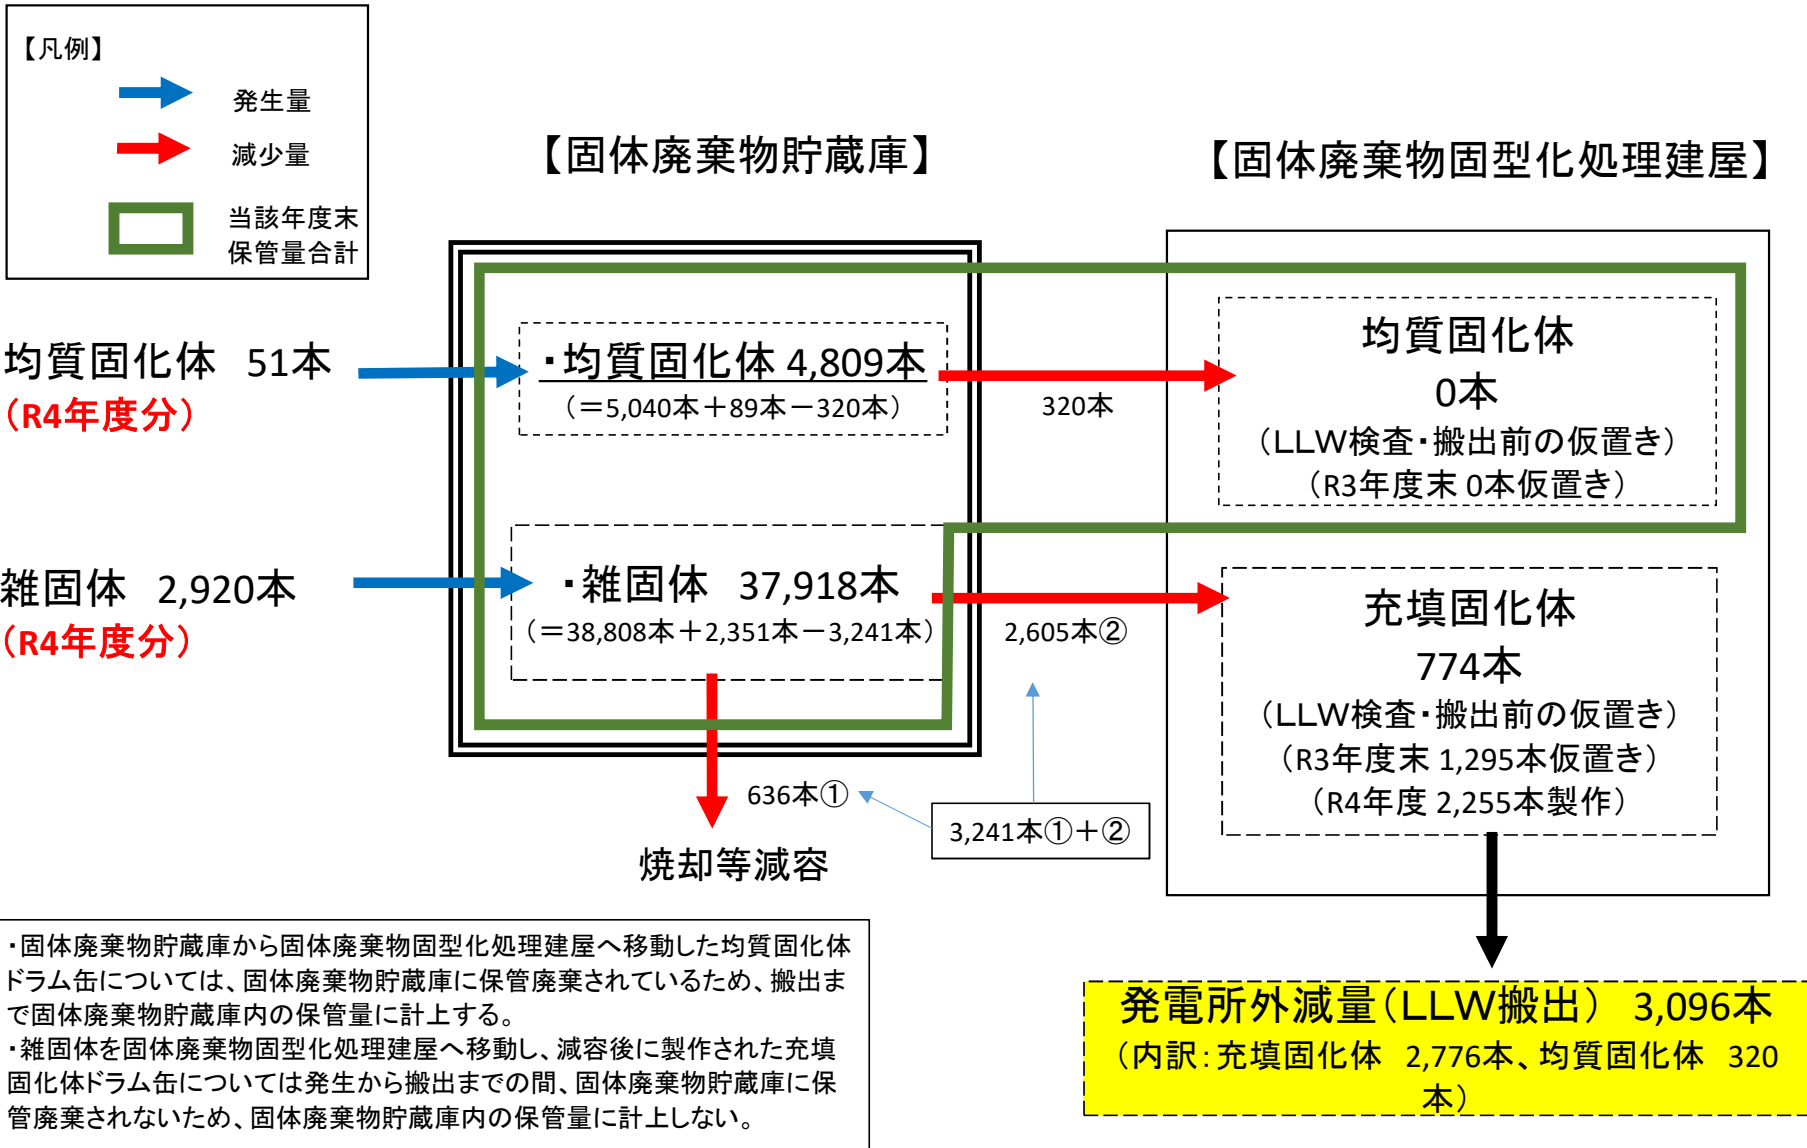 【凡例】
発生量
減少量
当該年度末
保管量合計
【固体廃棄物貯蔵庫】
【固体廃棄物固型化処理建屋】
均質固化体 51本
（R4年度分）
・均質固化体 4,809本
（＝5,040本＋89本－320本）
320本
均質固化体
0本
（LLW検査・搬出前の仮置き）
（R3年度末 0本仮置き）
雑固体 2,920本
（R4年度分）
・雑固体 37,918本
（＝38,808本＋2,351本－3,241本）
2,605本②
充填固化体
774本
（LLW検査・搬出前の仮置き）
（R3年度末 1,295本仮置き）
（R4年度 2,255本製作）
636本①
3,241本①＋②
焼却等減容
・固体廃棄物貯蔵庫から固体廃棄物固型化処理建屋へ移動した均質固化体
ドラム缶については、固体廃棄物貯蔵庫に保管廃棄されているため、搬出ま
で固体廃棄物貯蔵庫内の保管量に計上する。
・雑固体を固体廃棄物固型化処理建屋へ移動し、減容後に製作された充填
固化体ドラム缶については発生から搬出までの間、固体廃棄物貯蔵庫に保
管廃棄されないため、固体廃棄物貯蔵庫内の保管量に計上しない。
発電所外減量（LLW搬出） 3,096本
（内訳：充填固化体 2,776本、均質固化体 320
本）